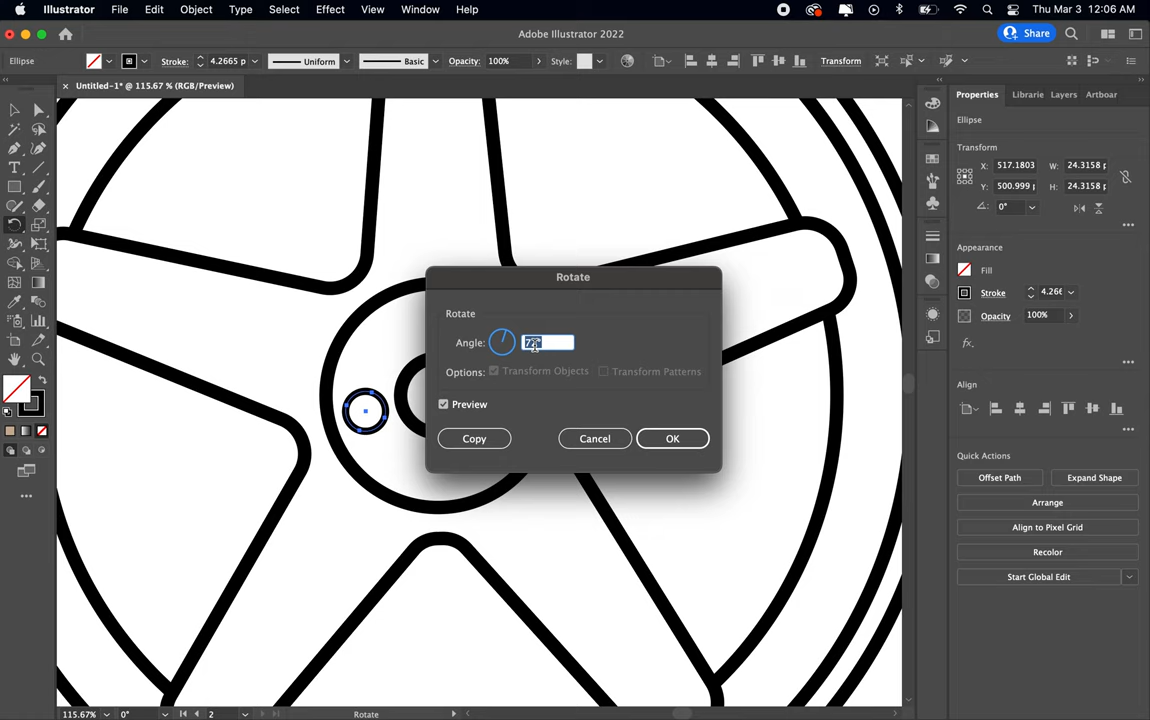 Illustrator File Edit Object Type Select Effect View Window Help Thu Mar 3 12:06 AM
Adobe Illustrator 2022
Share
Ellipse Stroke: 4.2665 p Uniform Basic Opacity: 100% Style: Transform
Untitled-1* @ 115.67 % (RGB/Preview)
Properties Librarie Layers Artboar
Ellipse
Transform
X: 517.1803 W: 24.3158 p
Y: 500.999 p H: 24.3158 p
0°
Appearance
Fill
Stroke 4.266
Opacity 100%
fx.
Align
Quick Actions
Offset Path Expand Shape
Arrange
Align to Pixel Grid
Recolor
Start Global Edit
Rotate
Rotate
Angle:
Options: Transform Objects Transform Patterns
Preview
Copy Cancel OK
115.67% 0° 2 Rotate